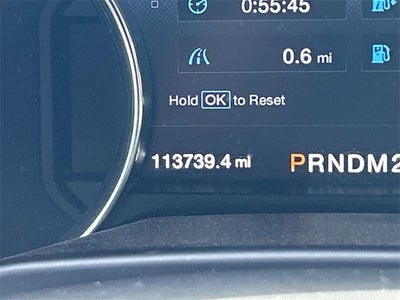 0:55:45
0.6 mi
Hold OK to Reset
113739.4 mi
PRNDM2